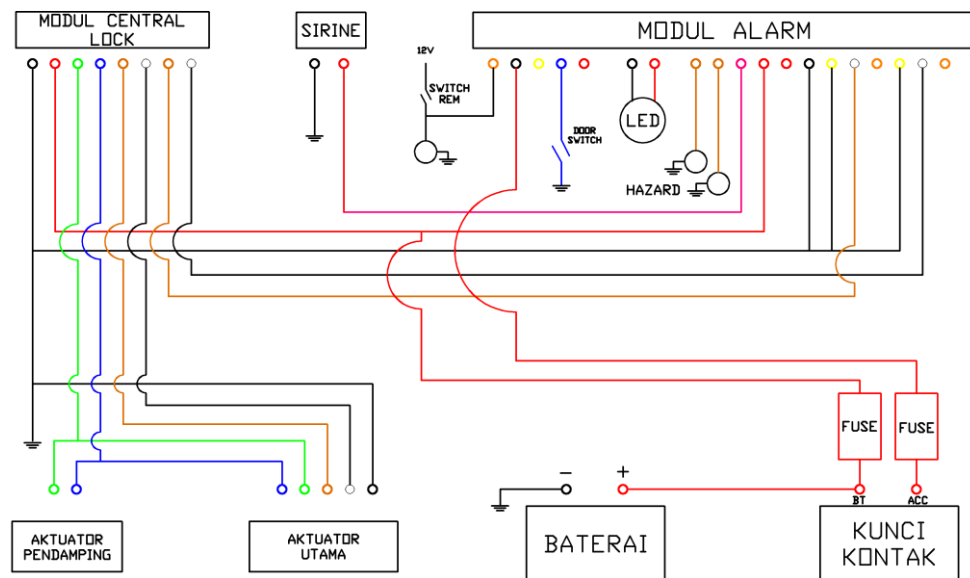 MODUL CENTRAL
LOCK
SIRINE
MODUL ALARM
12V
SWITCH
REM
LED
DOOR
SWITCH
HAZARD
FUSE
FUSE
-
+
BT
ACC
AKTUATOR
PENDAMPING
AKTUATOR
UTAMA
BATERAI
KUNCI
KONTAK